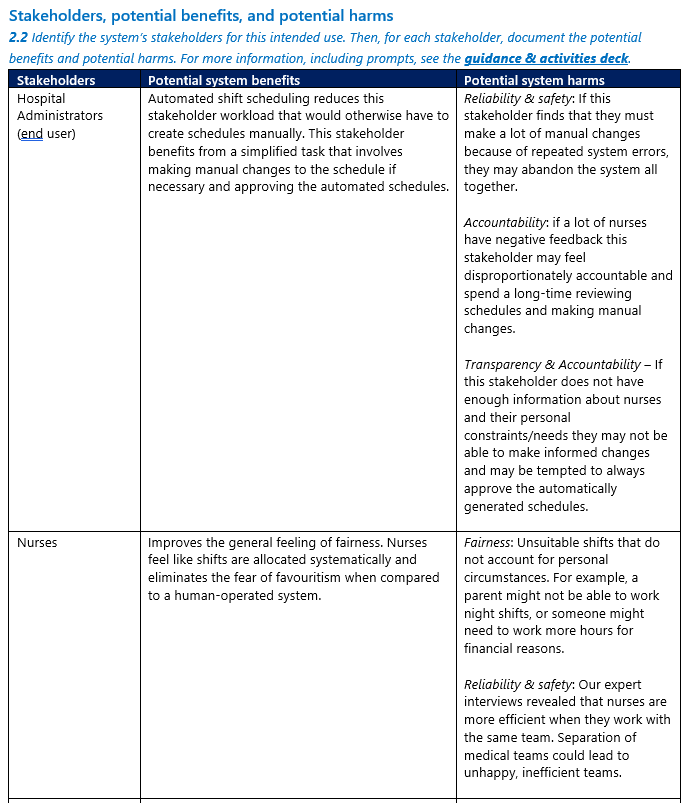 Stakeholders, potential benefits, and potential harms
2.2 Identify the system's stakeholders for this intended use. Then, for each stakeholder, document the potential
benefits and potential harms. For more information, including prompts, see the guidance & activities deck.
Stakeholders
Potential system benefits
Potential system harms
Hospital
Administrators
(end user)
Automated shift scheduling reduces this
stakeholder workload that would otherwise have to
create schedules manually. This stakeholder
benefits from a simplified task that involves
making manual changes to the schedule if
necessary and approving the automated schedules.
Reliability & safety: If this
stakeholder finds that they must
make a lot of manual changes
because of repeated system errors,
they may abandon the system all
together.
Accountability: if a lot of nurses
have negative feedback this
stakeholder may feel
disproportionately accountable and
spend a long-time reviewing
schedules and making manual
changes.
Transparency & Accountability – If
this stakeholder does not have
enough information about nurses
and their personal
constraints/needs they may not be
able to make informed changes
and may be tempted to always
approve the automatically
generated schedules.
Nurses
Improves the general feeling of fairness. Nurses
feel like shifts are allocated systematically and
eliminates the fear of favouritism when compared
to a human-operated system.
Fairness: Unsuitable shifts that do
not account for personal
circumstances. For example, a
parent might not be able to work
night shifts, or someone might
need to work more hours for
financial reasons.
Reliability & safety: Our expert
interviews revealed that nurses are
more efficient when they work with
the same team. Separation of
medical teams could lead to
unhappy, inefficient teams.